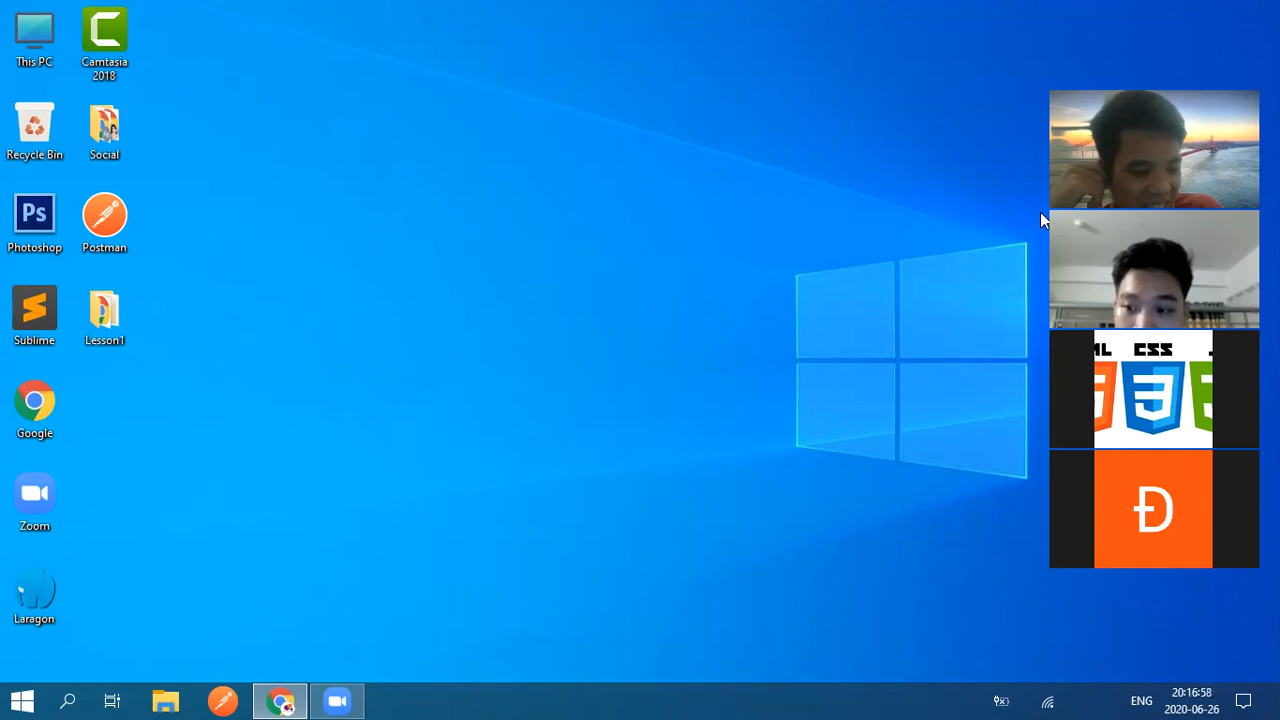 This PC
Camtasia
2018
Recycle Bin
Social
Ps
Photoshop
Postman
Sublime
Lesson1
Google
Zoom
Laragon
CSS
Đ
ENG
20:16:58
2020-06-26